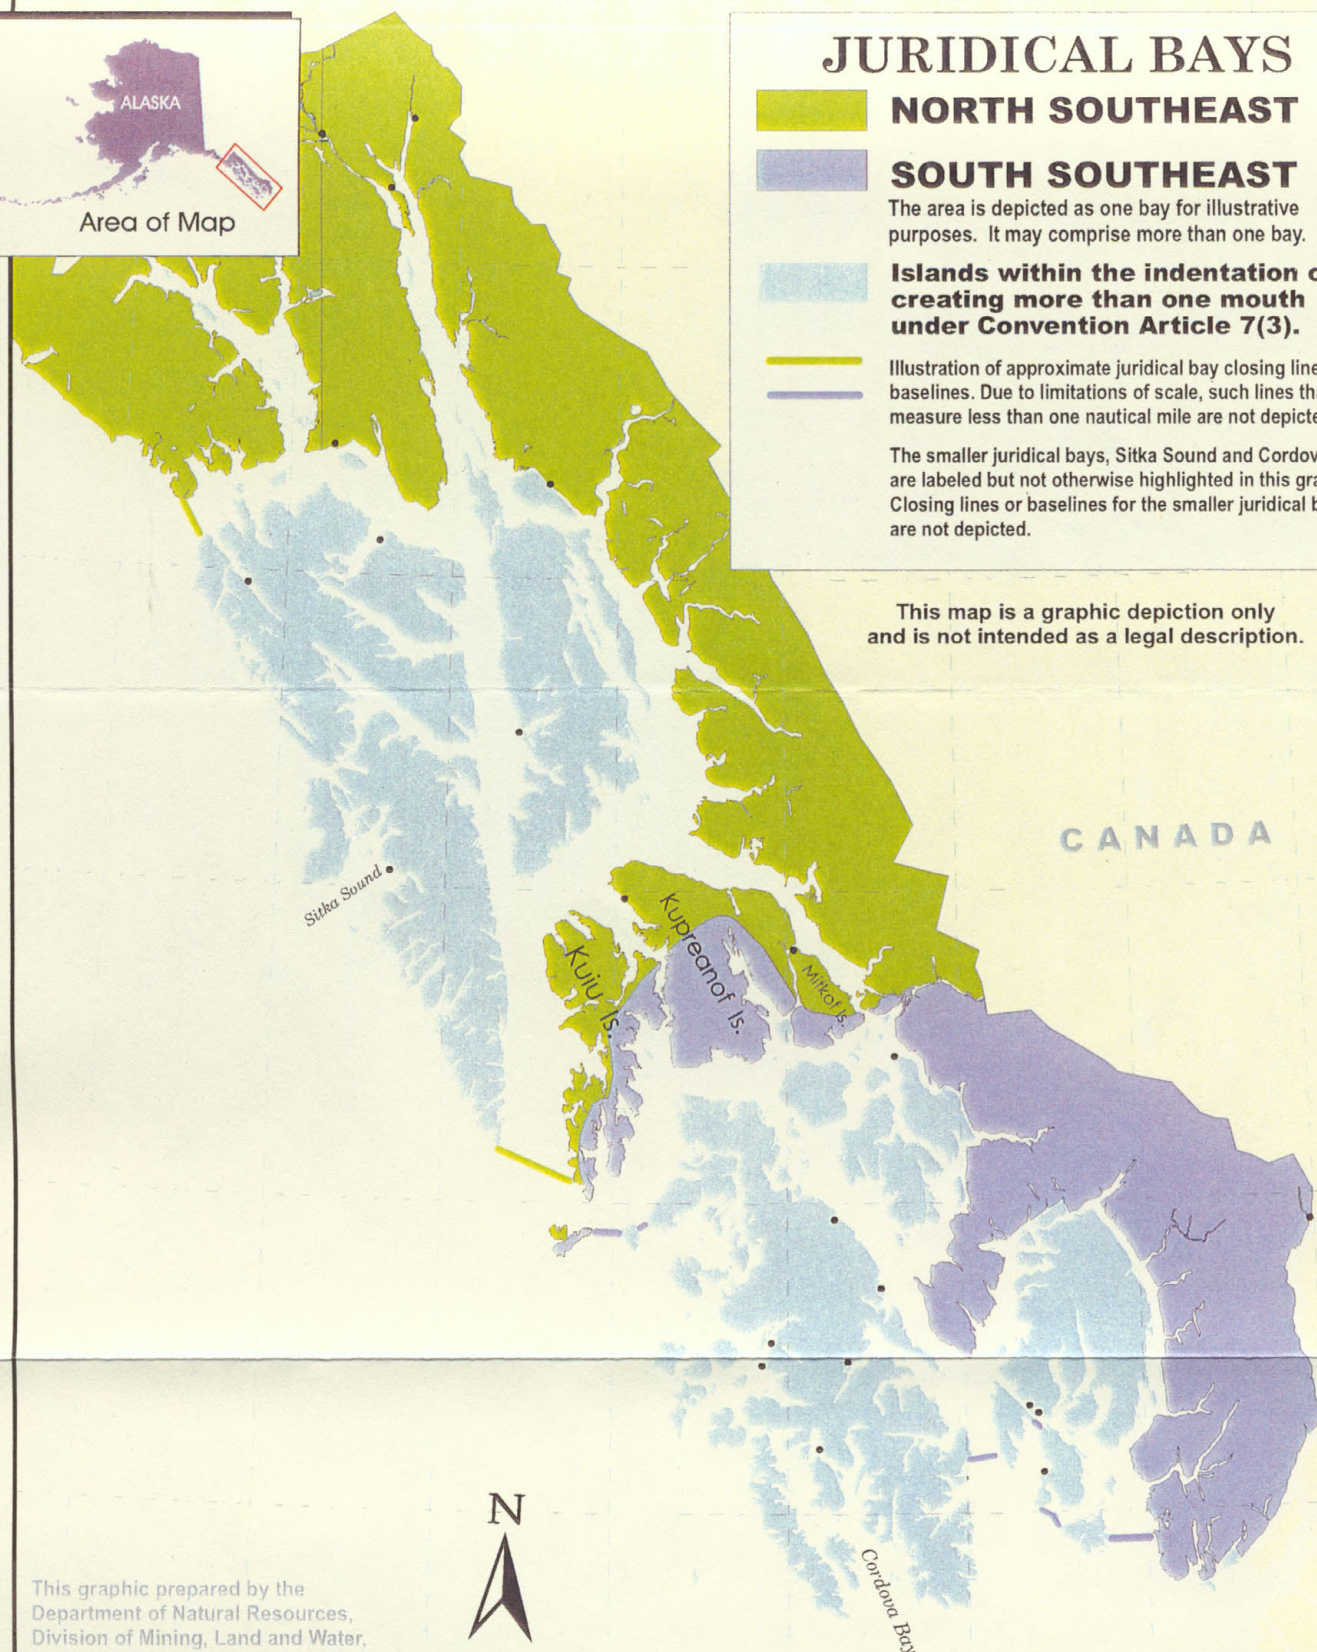 ALASKA
Area of Map
JURIDICAL BAYS
NORTH SOUTHEAST
SOUTH SOUTHEAST
The area is depicted as one bay for illustrative
purposes. It may comprise more than one bay.
Islands within the indentation
creating more than one mouth
under Convention Article 7(3).
Illustration of approximate juridical bay closing line
baselines. Due to limitations of scale, such lines th
measure less than one nautical mile are not depicte
The smaller juridical bays, Sitka Sound and Cordov
are labeled but not otherwise highlighted in this gra
Closing lines or baselines for the smaller juridical b
are not depicted.
This map is a graphic depiction only
and is not intended as a legal description.
CANADA
Sitka Sound
Kupreanof Is.
Kuiu Is.
Mitkof Is.
Cordova Bay
N
This graphic prepared by the
Department of Natural Resources,
Division of Mining, Land and Water,